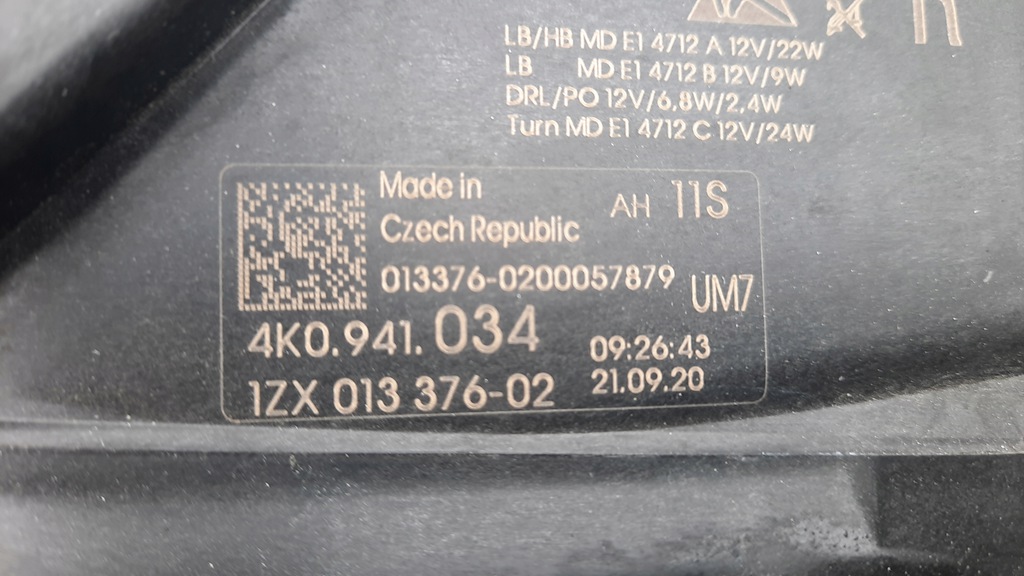 LB/HB MD E1 4712 A 12V/22W
LB MD E1 4712 B 12V/9W
DRL/PO 12V/6,8W/2,4W
Turn MD E1 4712 C 12V/24W
Made in
Czech Republic
AH 11S
013376-0200057879
UM7
4K0.941.034
09:26:43
1ZX 013 376-02
21.09.20